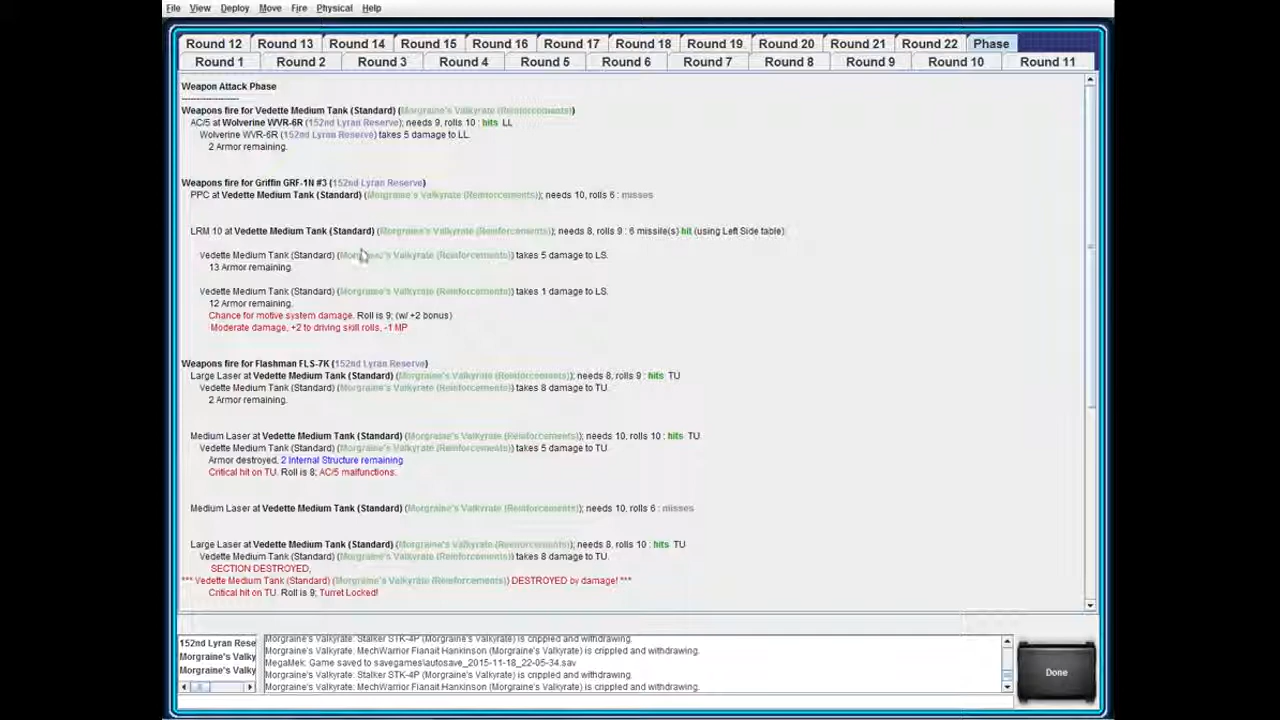 File View Deploy Move Fire Physical Help
Round 12 Round 13 Round 14 Round 15 Round 16 Round 17 Round 18 Round 19 Round 20 Round 21 Round 22 Phase
Round 1 Round 2 Round 3 Round 4 Round 5 Round 6 Round 7 Round 8 Round 9 Round 10 Round 11
Weapon Attack Phase
-------------------
Weapons fire for Vedette Medium Tank (Standard) (Morgraine's Valkyrate (Reinforcements))
AC/5 at Wolverine WVR-6R (152nd Lyran Reserve); needs 9, rolls 10 : hits LL
Wolverine WVR-6R (152nd Lyran Reserve) takes 5 damage to LL.
2 Armor remaining.
Weapons fire for Griffin GRF-1N #3 (152nd Lyran Reserve)
PPC at Vedette Medium Tank (Standard) (Morgraine's Valkyrate (Reinforcements)); needs 10, rolls 6 : misses
LRM 10 at Vedette Medium Tank (Standard) (Morgraine's Valkyrate (Reinforcements)); needs 8, rolls 9 : 6 missile(s) hit (using Left Side table)
Vedette Medium Tank (Standard) (Morgraine's Valkyrate (Reinforcements)) takes 5 damage to LS.
13 Armor remaining.
Vedette Medium Tank (Standard) (Morgraine's Valkyrate (Reinforcements)) takes 1 damage to LS.
12 Armor remaining.
Chance for motive system damage. Roll is 9; (w/ +2 bonus)
Moderate damage, +2 to driving skill rolls, -1 MP
Weapons fire for Flashman FLS-7K (152nd Lyran Reserve)
Large Laser at Vedette Medium Tank (Standard) (Morgraine's Valkyrate (Reinforcements)); needs 8, rolls 9 : hits TU
Vedette Medium Tank (Standard) (Morgraine's Valkyrate (Reinforcements)) takes 8 damage to TU.
2 Armor remaining.
Medium Laser at Vedette Medium Tank (Standard) (Morgraine's Valkyrate (Reinforcements)); needs 10, rolls 10 : hits TU
Vedette Medium Tank (Standard) (Morgraine's Valkyrate (Reinforcements)) takes 5 damage to TU.
Armor destroyed, 2 Internal Structure remaining
Critical hit on TU. Roll is 8; AC/5 malfunctions.
Medium Laser at Vedette Medium Tank (Standard) (Morgraine's Valkyrate (Reinforcements)); needs 10, rolls 6 : misses
Large Laser at Vedette Medium Tank (Standard) (Morgraine's Valkyrate (Reinforcements)); needs 8, rolls 10 : hits TU
Vedette Medium Tank (Standard) (Morgraine's Valkyrate (Reinforcements)) takes 8 damage to TU.
SECTION DESTROYED,
*** Vedette Medium Tank (Standard) (Morgraine's Valkyrate (Reinforcements)) DESTROYED by damage! ***
Critical hit on TU. Roll is 9; Turret Locked!
152nd Lyran Rese
Morgraine's Valky
Morgraine's Valky
Morgraine's Valkyrate: Stalker STK-4P (Morgraine's Valkyrate) is crippled and withdrawing.
Morgraine's Valkyrate: MechWarrior Fianait Hankinson (Morgraine's Valkyrate) is crippled and withdrawing.
MegaMek: Game saved to savegames\autosave_2015-11-18_22-05-34.sav
Morgraine's Valkyrate: Stalker STK-4P (Morgraine's Valkyrate) is crippled and withdrawing.
Morgraine's Valkyrate: MechWarrior Fianait Hankinson (Morgraine's Valkyrate) is crippled and withdrawing.
Done